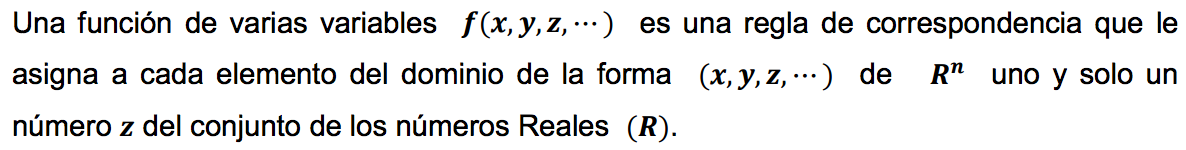 Una función de varias variables f(x, y, z, ⋯) es una regla de correspondencia que le
asigna a cada elemento del dominio de la forma (x, y, z, ⋯) de Rⁿ uno y solo un
número z del conjunto de los números Reales (R).